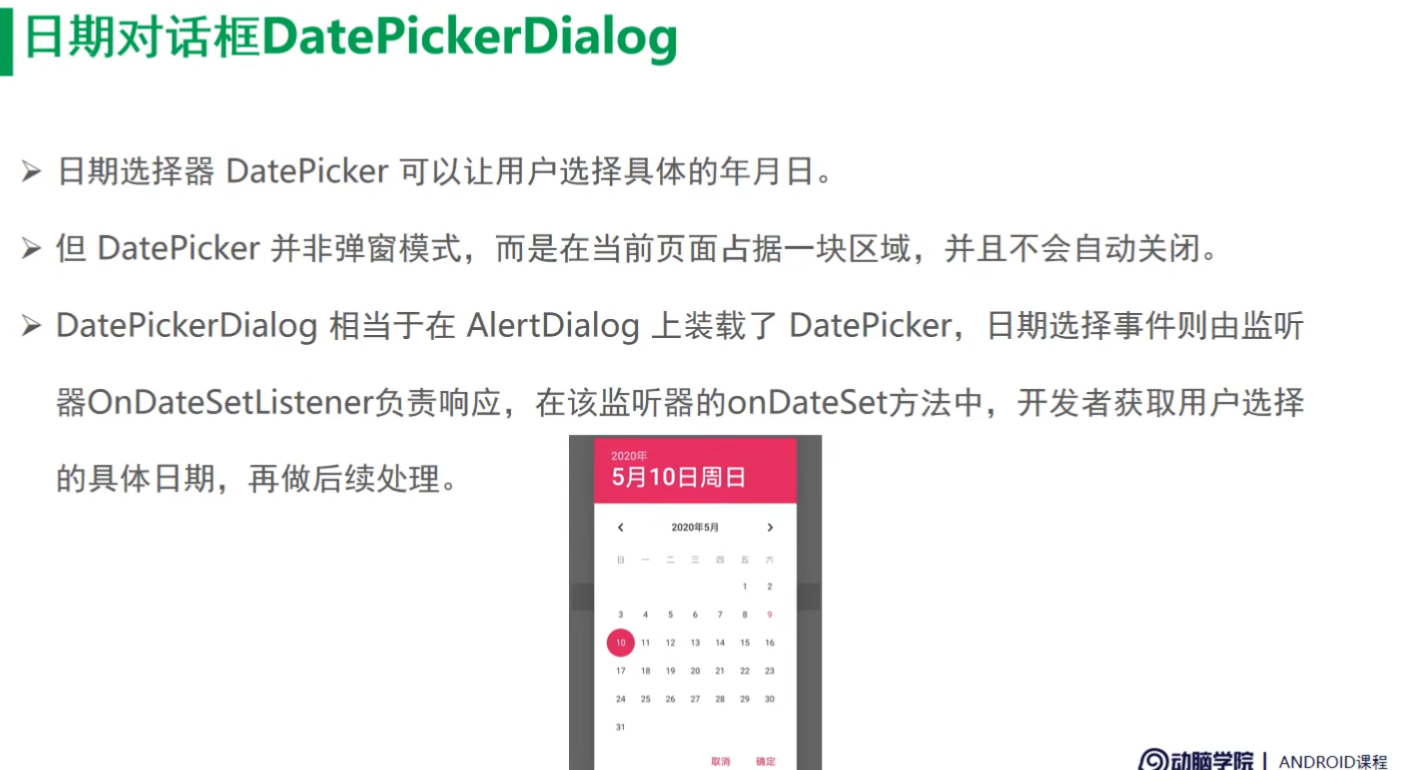 日期对话框DatePickerDialog
➢ 日期选择器 DatePicker 可以让用户选择具体的年月日。
➢ 但 DatePicker 并非弹窗模式，而是在当前页面占据一块区域，并且不会自动关闭。
➢ DatePickerDialog 相当于在 AlertDialog 上装载了 DatePicker，日期选择事件则由监听
器OnDateSetListener负责响应，在该监听器的onDateSet方法中，开发者获取用户选择
的具体日期，再做后续处理。
2020年
5月10日周日
2020年5月
日 一 二 三 四 五 六
1 2
3 4 5 6 7 8 9
10 11 12 13 14 15 16
17 18 19 20 21 22 23
24 25 26 27 28 29 30
31
取消 确定
动脑学院 | ANDROID课程